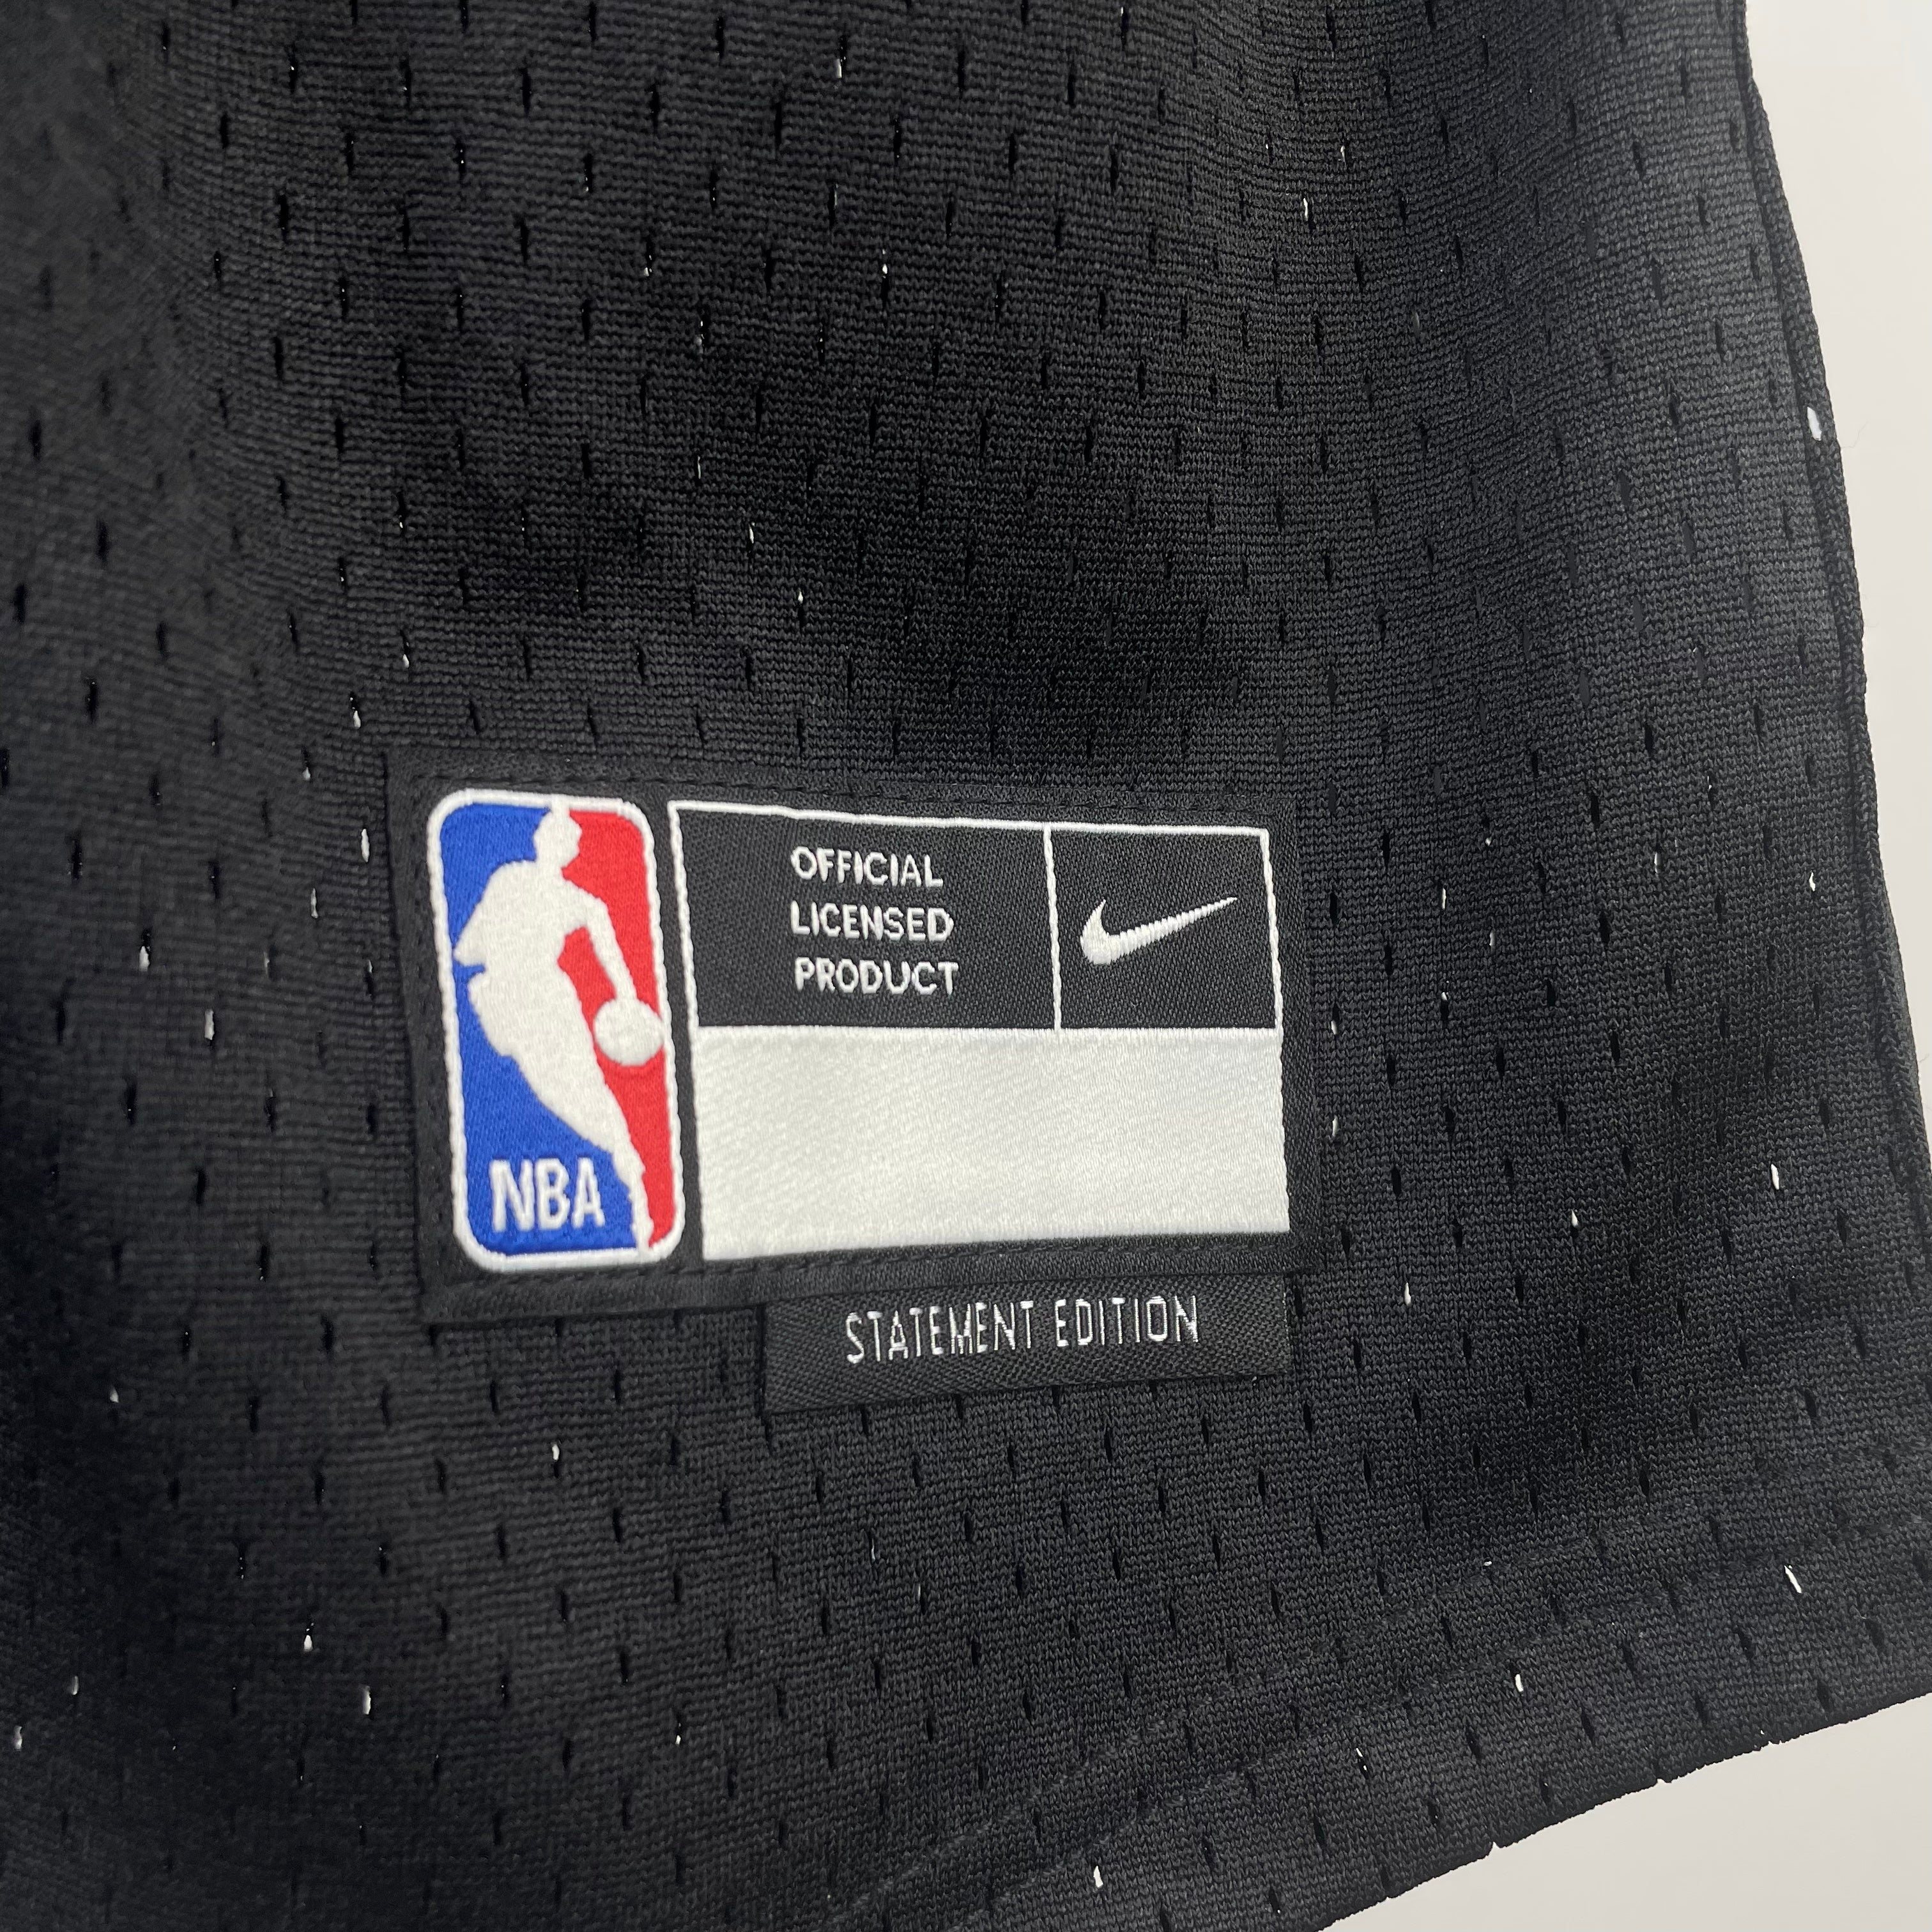 OFFICIAL
LICENSED
PRODUCT
NBA
STATEMENT EDITION